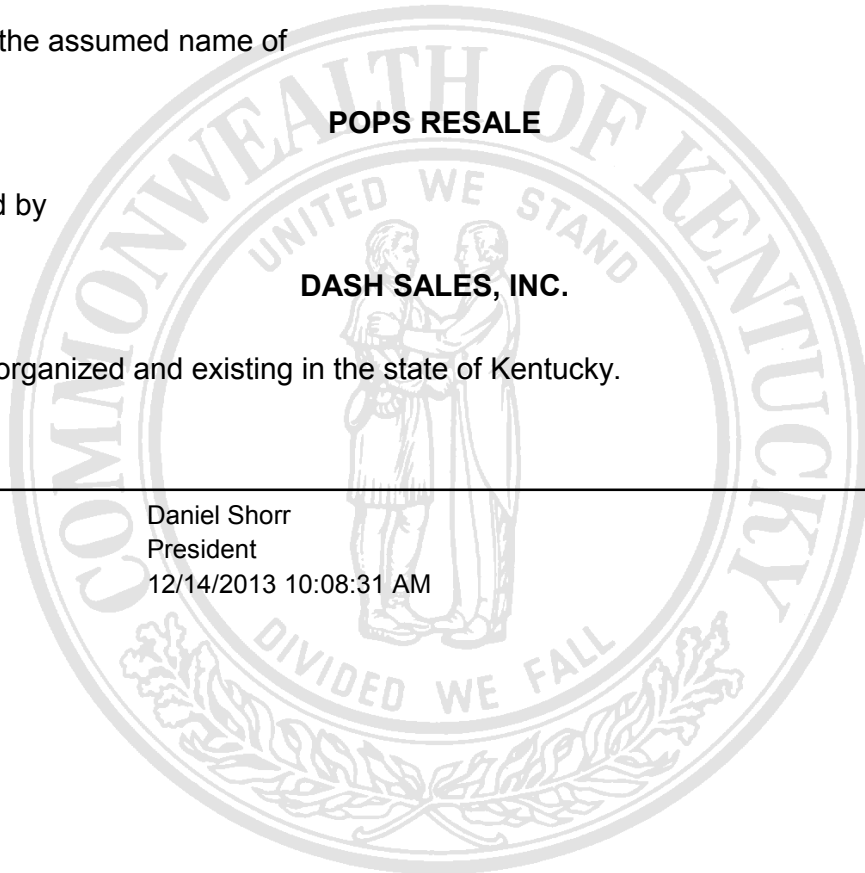 the assumed name of
POPS RESALE
d by
DASH SALES, INC.
organized and existing in the state of Kentucky.
Daniel Shorr
President
12/14/2013 10:08:31 AM
COMMONWEALTH OF KENTUCKY
UNITED WE STAND
DIVIDED WE FALL